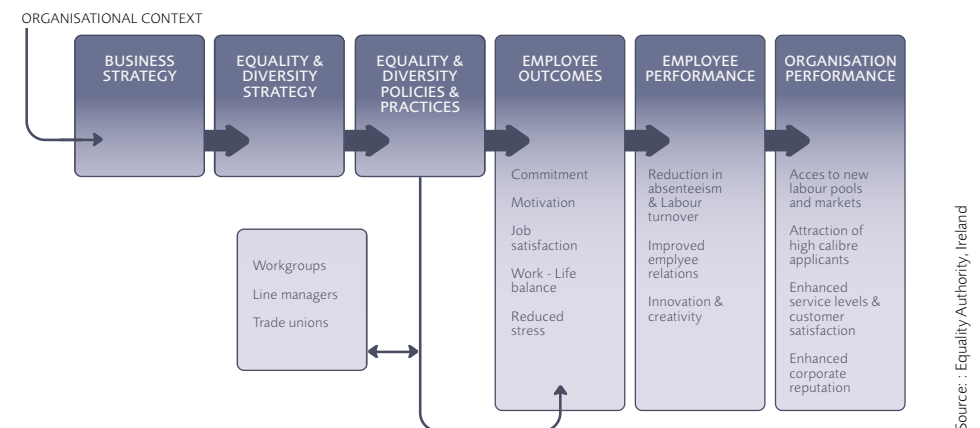 ORGANISATIONAL CONTEXT
BUSINESS
STRATEGY
EQUALITY &
DIVERSITY
STRATEGY
EQUALITY &
DIVERSITY
POLICIES &
PRACTICES
EMPLOYEE
OUTCOMES
Commitment
Motivation
Job
satisfaction
Work - Life
balance
Reduced
stress
EMPLOYEE
PERFORMANCE
Reduction in
absenteeism
& Labour
turnover
Improved
emplyee
relations
Innovation &
creativity
ORGANISATION
PERFORMANCE
Acces to new
labour pools
and markets
Attraction of
high calibre
applicants
Enhanced
service levels &
customer
satisfaction
Enhanced
corporate
reputation
Workgroups
Line managers
Trade unions
Source: : Equality Authority, Ireland